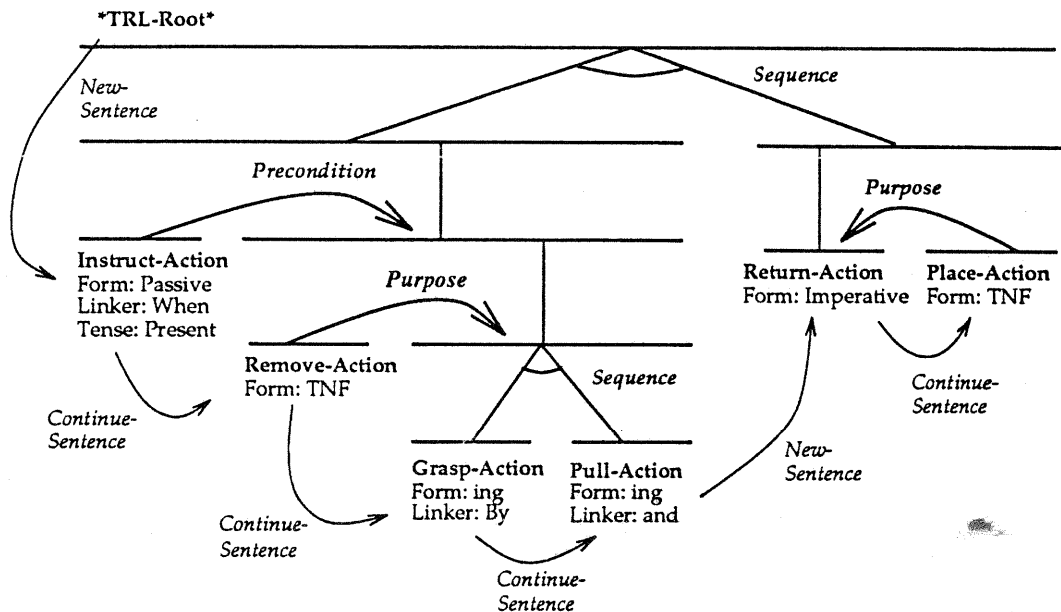 *TRL-Root*
New-
Sentence
Sequence
Precondition
Purpose
Instruct-Action
Form: Passive
Linker: When
Tense: Present
Return-Action
Form: Imperative
Place-Action
Form: TNF
Purpose
Remove-Action
Form: TNF
Sequence
Continue-
Sentence
Continue-
Sentence
Grasp-Action
Form: ing
Linker: By
Pull-Action
Form: ing
Linker: and
New-
Sentence
Continue-
Sentence
Continue-
Sentence